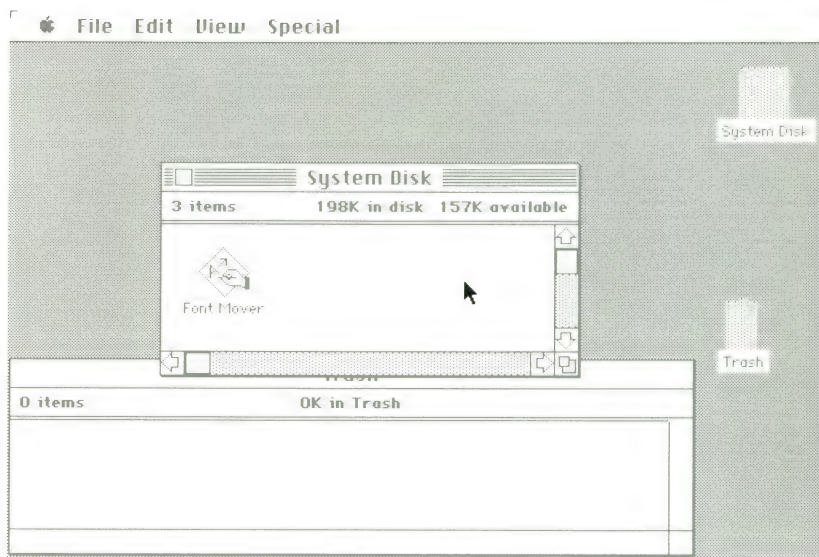 File Edit View Special
System Disk
System Disk
3 items 198K in disk 157K available
Font Mover
Trash
Trash
0 items 0K in Trash